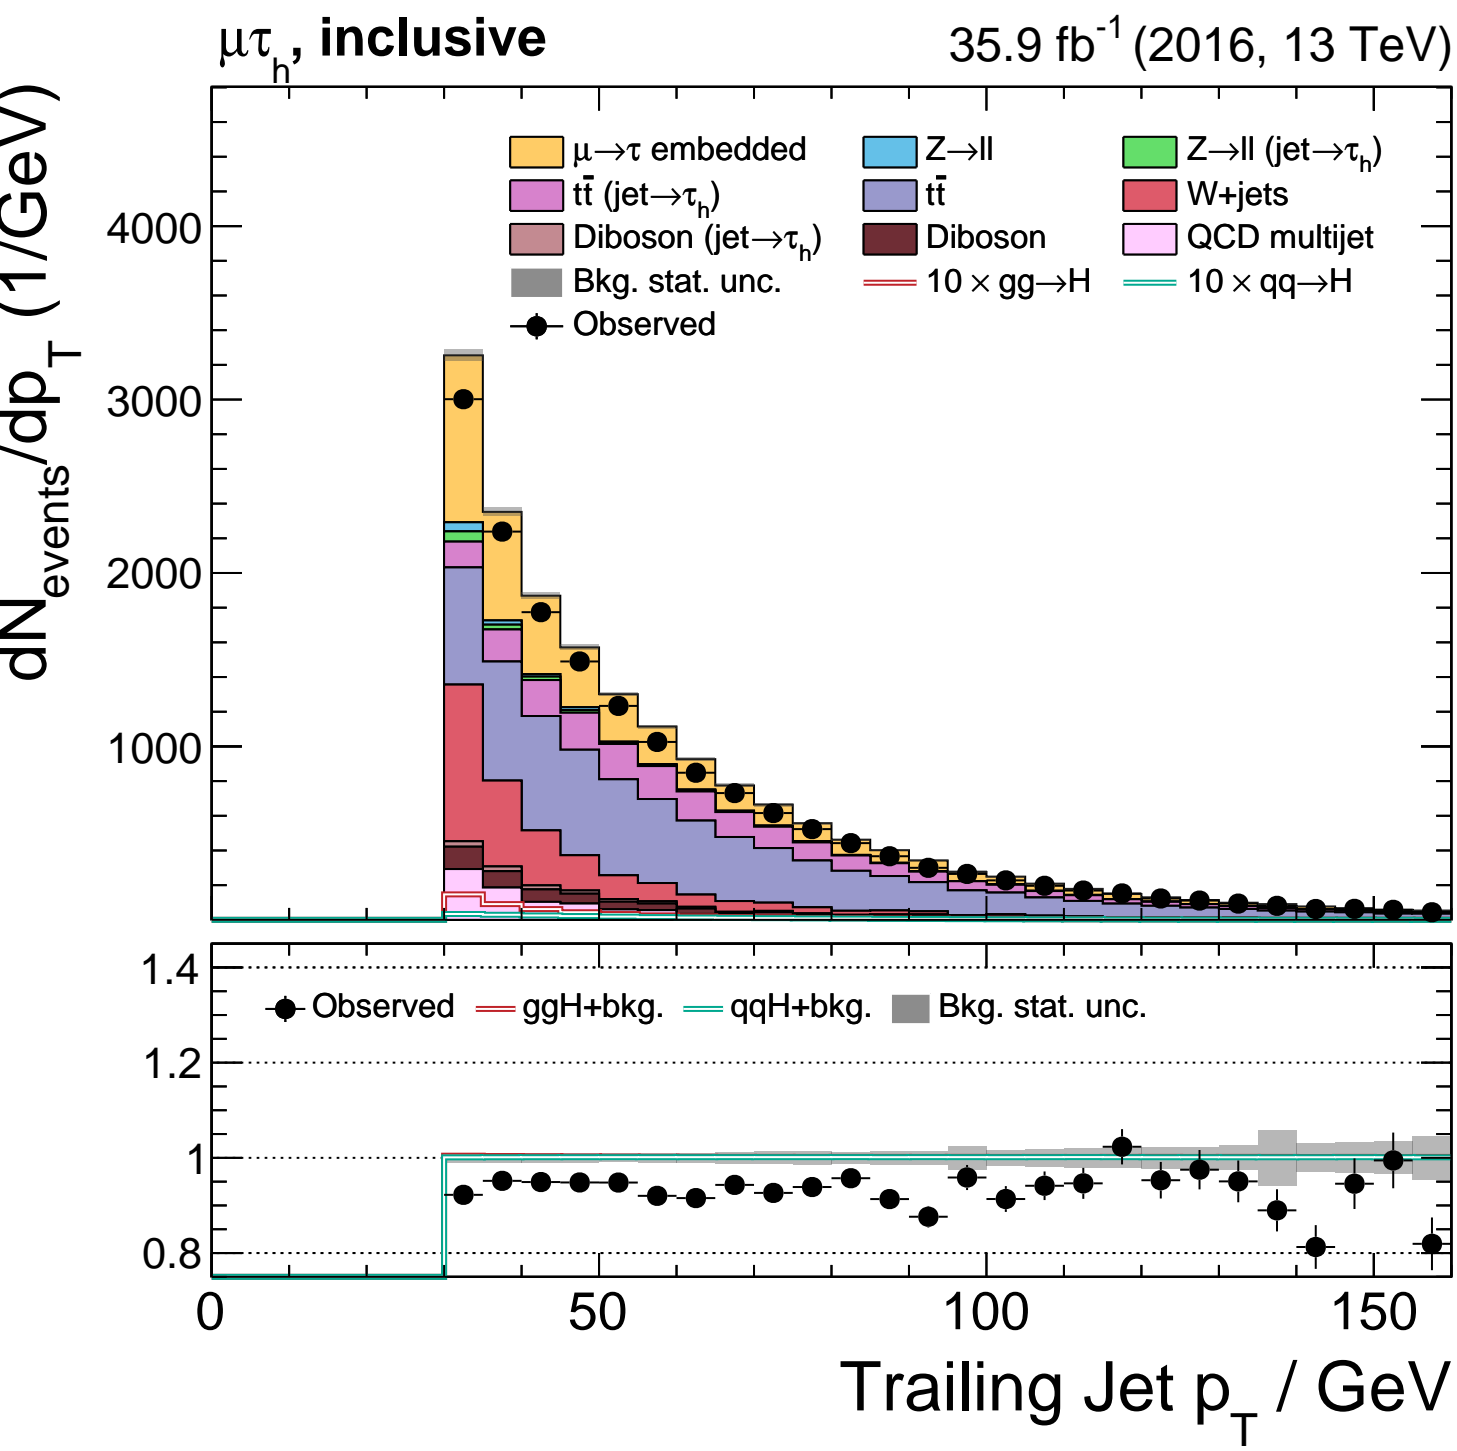 μτh, inclusive
35.9 fb-1 (2016, 13 TeV)
dNevents/dpT (1/GeV)
μ→τ embedded
Z→ll
Z→ll (jet→τh)
tt̄ (jet→τh)
tt̄
W+jets
Diboson (jet→τh)
Diboson
QCD multijet
Bkg. stat. unc.
10 × gg→H
10 × qq→H
Observed
4000
3000
2000
1000
1.4
Observed
ggH+bkg.
qqH+bkg.
Bkg. stat. unc.
1.2
1
0.8
0
50
100
150
Trailing Jet pT / GeV